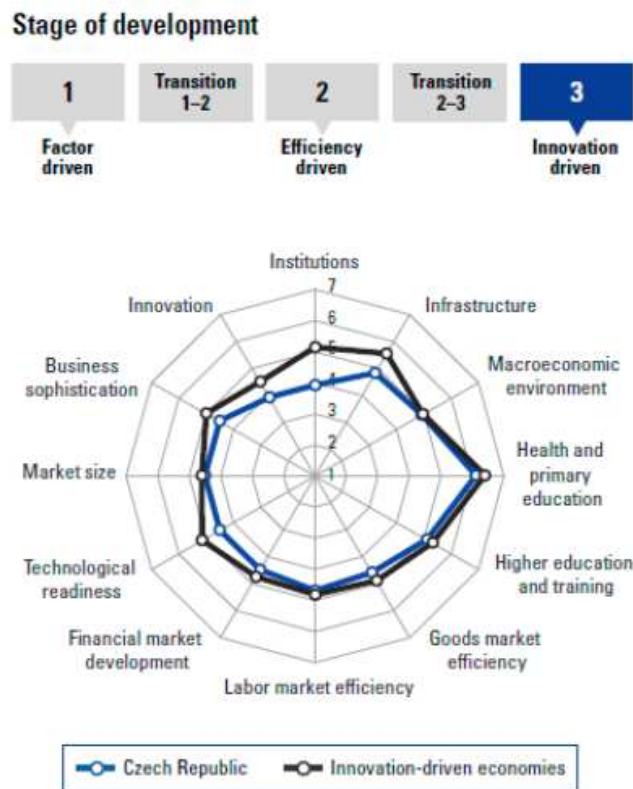 Stage of development
1
Transition
1–2
2
Transition
2–3
3
Factor
driven
Efficiency
driven
Innovation
driven
Institutions
Innovation
Infrastructure
Business
sophistication
Macroeconomic
environment
Market size
Health and
primary
education
Technological
readiness
Higher education
and training
Financial market
development
Goods market
efficiency
Labor market efficiency
7
6
5
4
3
2
1
Czech Republic
Innovation-driven economies